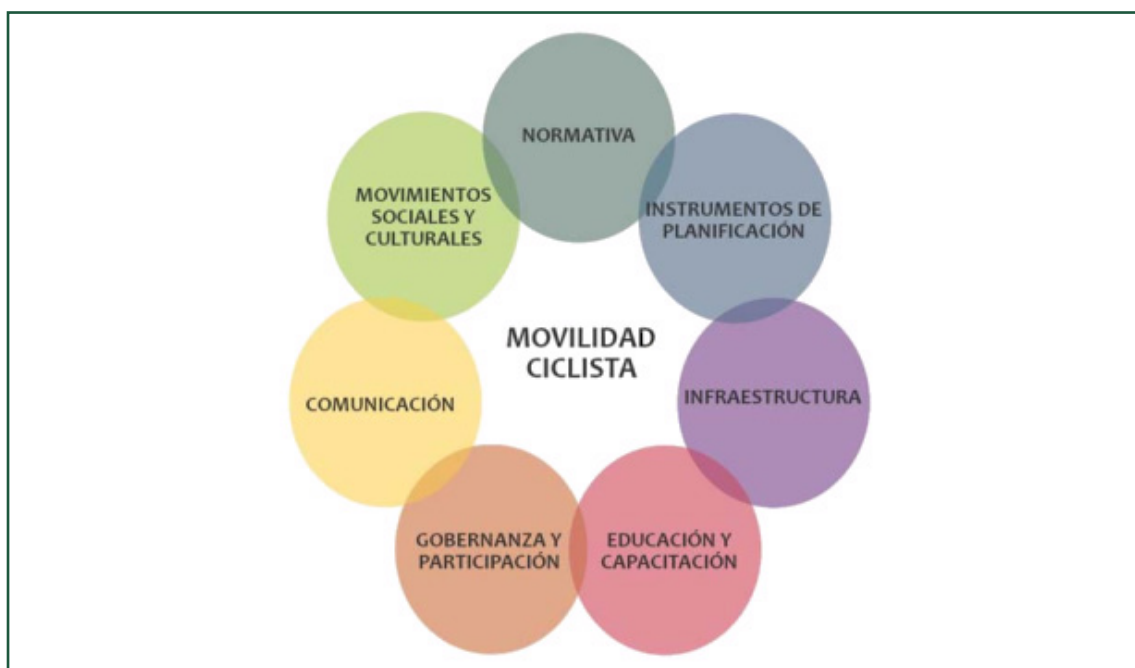 NORMATIVA
INSTRUMENTOS DE
PLANIFICACIÓN
INFRAESTRUCTURA
EDUCACIÓN Y
CAPACITACIÓN
GOBERNANZA Y
PARTICIPACIÓN
COMUNICACIÓN
MOVIMIENTOS
SOCIALES Y
CULTURALES
MOVILIDAD
CICLISTA